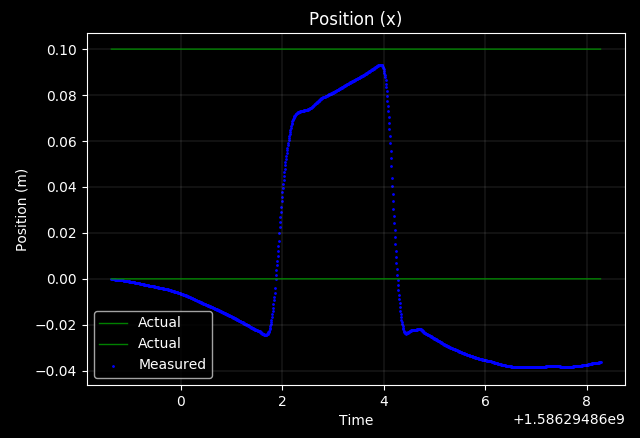 Position (x)
0.10
0.08
0.06
0.04
0.02
0.00
−0.02
−0.04
Position (m)
Actual
Actual
Measured
0 2 4 6 8
Time
+1.58629486e9